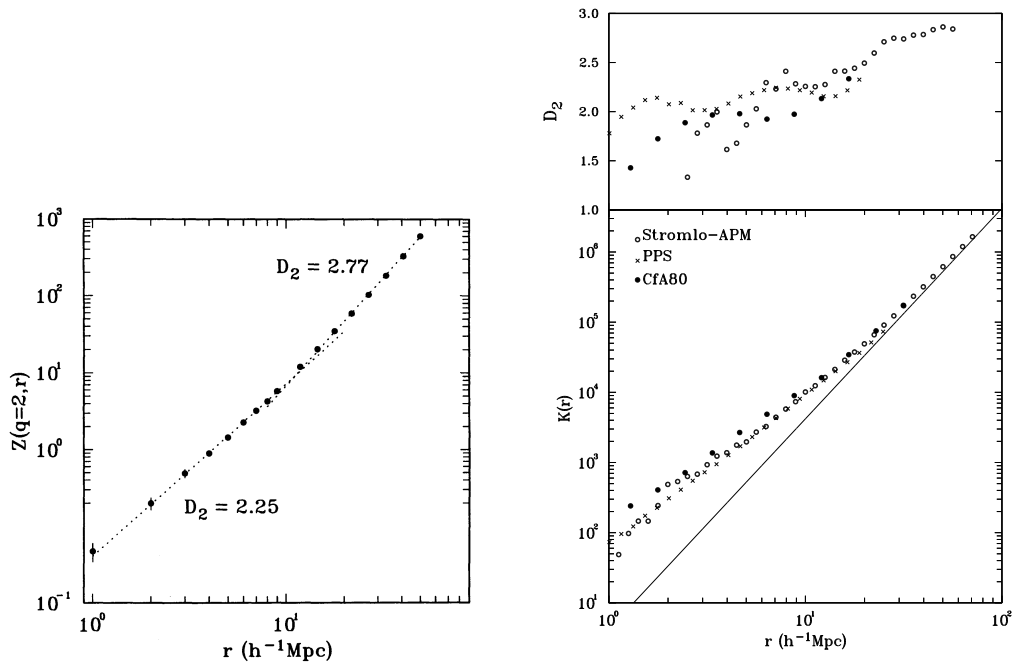 10³
10²
10¹
10⁰
10⁻¹
Z(q=2,r)
D₂ = 2.77
D₂ = 2.25
10⁰
10¹
r (h⁻¹Mpc)
3.0
2.5
2.0
1.5
1.0
D₂
Stromlo-APM
PPS
CfA80
10⁶
10⁵
10⁴
10³
10²
10¹
K(r)
10⁰
10¹
10²
r (h⁻¹Mpc)